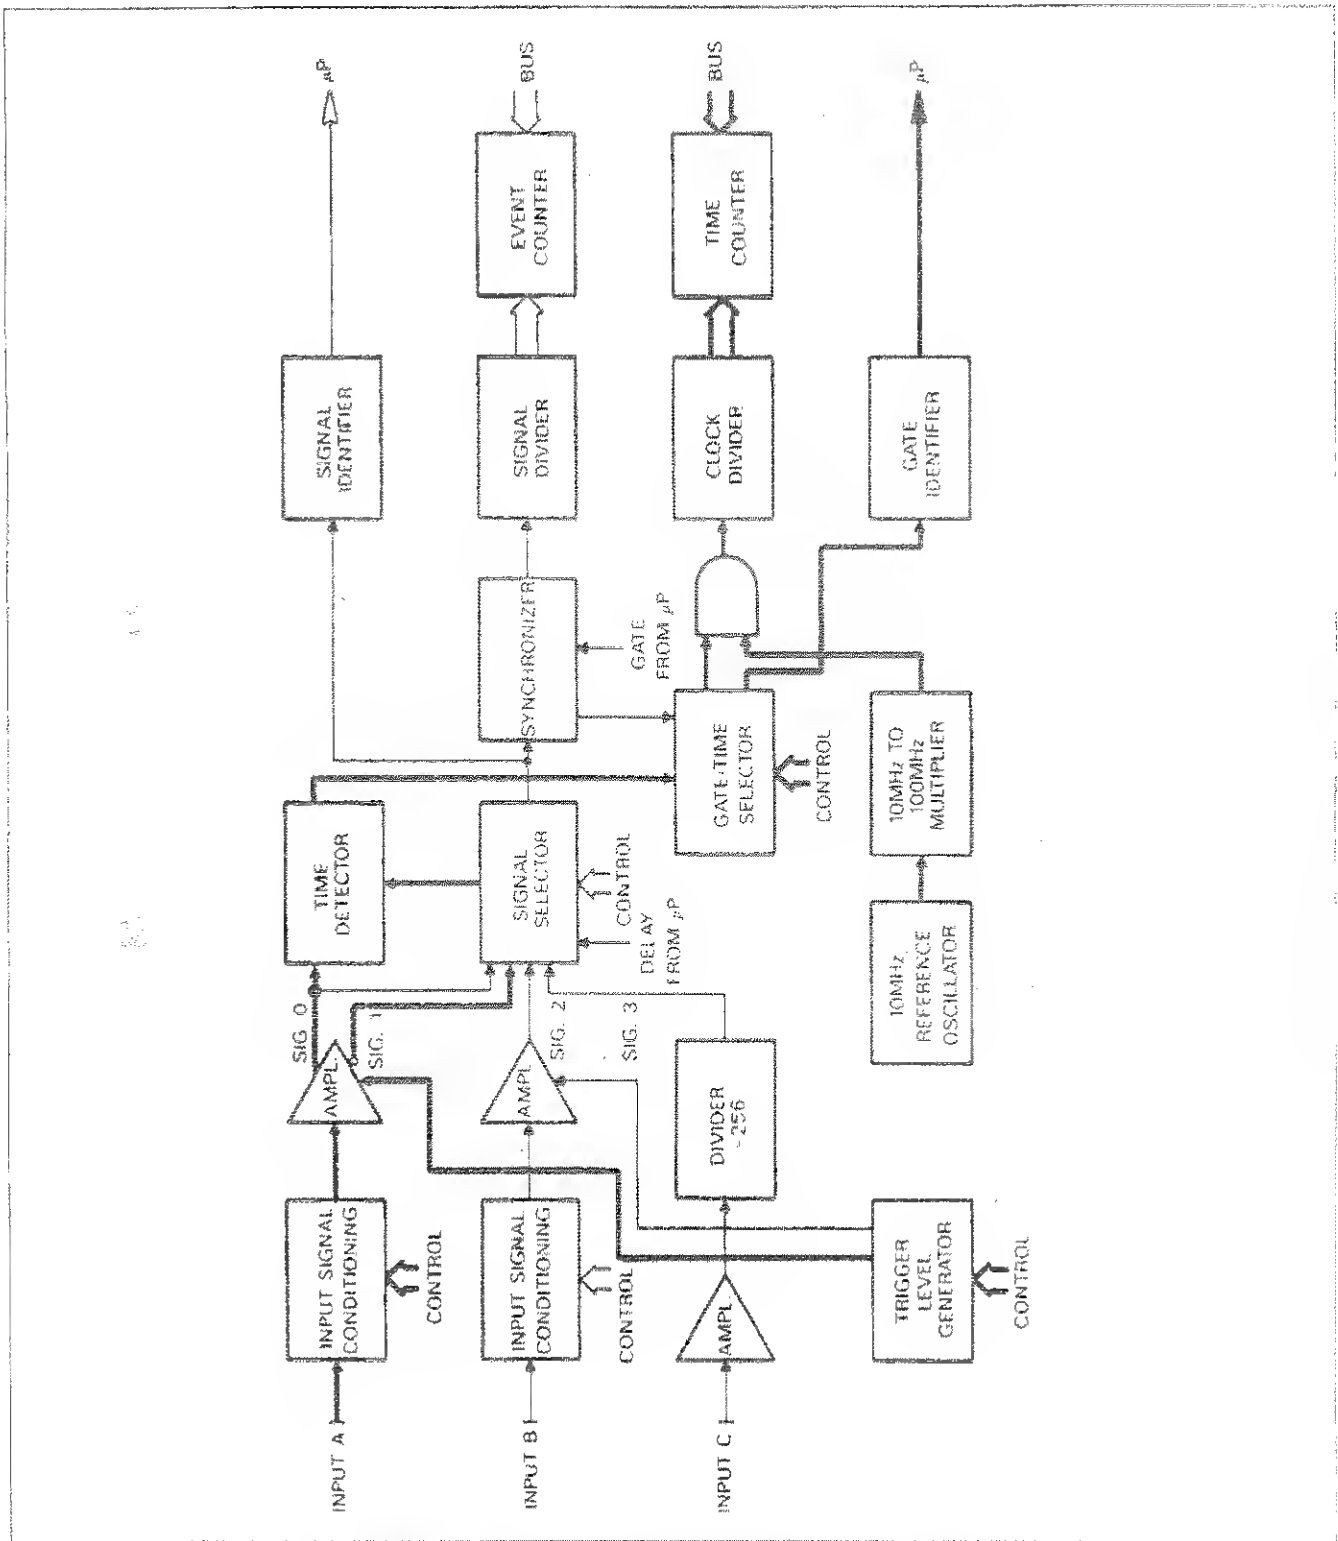 INPUT A
INPUT SIGNAL
CONDITIONING
CONTROL
AMPL.
SIG 0
SIG. 1
TIME
DETECTOR
SIGNAL
IDENTIFIER
μP
INPUT B
INPUT SIGNAL
CONDITIONING
CONTROL
AMPL.
SIG. 2
SIG. 3
SIGNAL
SELECTOR
CONTROL
DELAY
FROM μP
SYNCHRONIZER
GATE
FROM μP
SIGNAL
DIVIDER
EVENT
COUNTER
BUS
INPUT C
AMPL.
DIVIDER
÷256
GATE/TIME
SELECTOR
CONTROL
CLOCK
DIVIDER
TIME
COUNTER
BUS
TRIGGER
LEVEL
GENERATOR
CONTROL
10MHz
REFERENCE
OSCILLATOR
10MHz TO
100MHz
MULTIPLIER
GATE
IDENTIFIER
μP